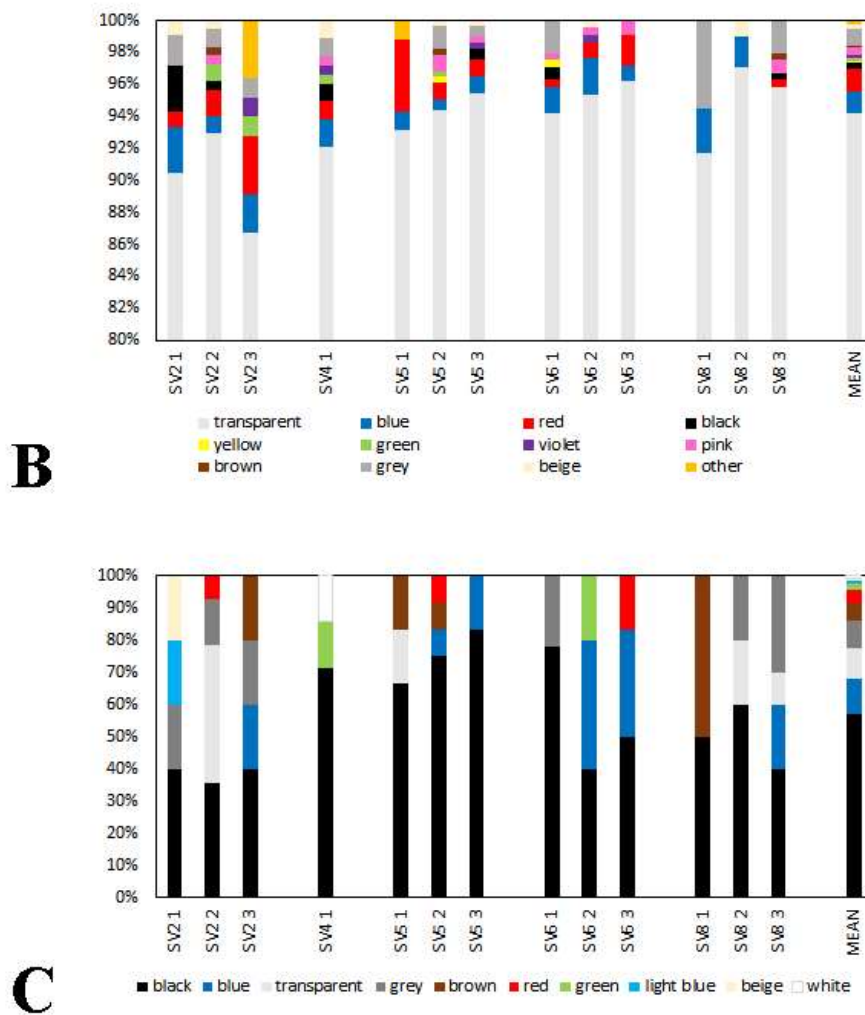 100%
98%
96%
94%
92%
90%
88%
86%
84%
82%
80%
SV2 1 SV2 2 SV2 3 SV4 1 SV5 1 SV5 2 SV5 3 SV6 1 SV6 2 SV6 3 SV8 1 SV8 2 SV8 3 MEAN
transparent blue red black
yellow green violet pink
brown grey beige other
B
100%
90%
80%
70%
60%
50%
40%
30%
20%
10%
0%
SV2 1 SV2 2 SV2 3 SV4 1 SV5 1 SV5 2 SV5 3 SV6 1 SV6 2 SV6 3 SV8 1 SV8 2 SV8 3 MEAN
black blue transparent grey brown red green light blue beige white
C